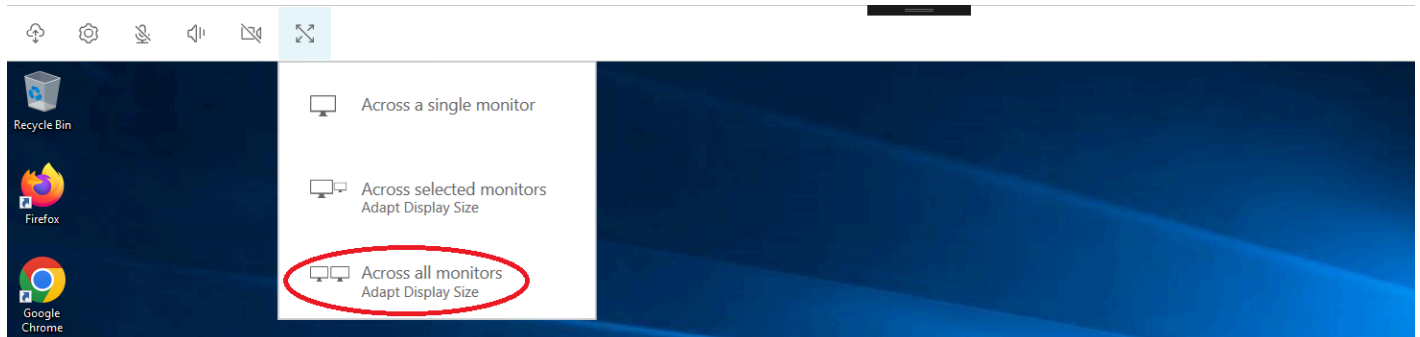 Across a single monitor
Recycle Bin
Across selected monitors
Adapt Display Size
Firefox
Across all monitors
Adapt Display Size
Google
Chrome